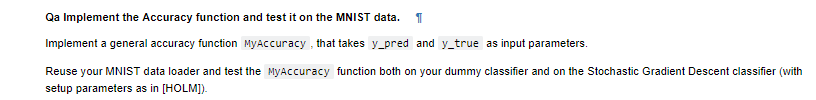 Qa Implement the Accuracy function and test it on the MNIST data. ¶
Implement a general accuracy function MyAccuracy , that takes y_pred and y_true as input parameters.
Reuse your MNIST data loader and test the MyAccuracy function both on your dummy classifier and on the Stochastic Gradient Descent classifier (with
setup parameters as in [HOLM]).